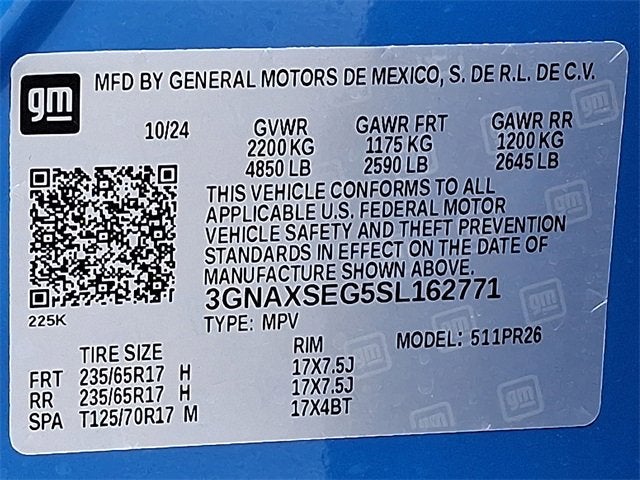 gm MFD BY GENERAL MOTORS DE MEXICO, S. DE R.L. DE C.V.
10/24 GVWR GAWR FRT GAWR RR
2200 KG 1175 KG 1200 KG
4850 LB 2590 LB 2645 LB
THIS VEHICLE CONFORMS TO ALL
APPLICABLE U.S. FEDERAL MOTOR
VEHICLE SAFETY AND THEFT PREVENTION
STANDARDS IN EFFECT ON THE DATE OF
MANUFACTURE SHOWN ABOVE.
3GNAXSEG5SL162771
225K
TYPE: MPV MODEL: 511PR26
TIRE SIZE RIM
FRT 235/65R17 H 17X7.5J
RR 235/65R17 H 17X7.5J
SPA T125/70R17 M 17X4BT